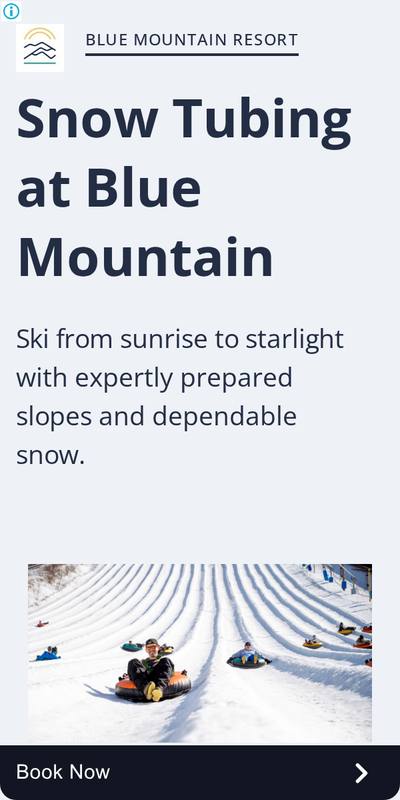 BLUE MOUNTAIN RESORT
Snow Tubing
at Blue
Mountain
Ski from sunrise to starlight
with expertly prepared
slopes and dependable
snow.
Book Now